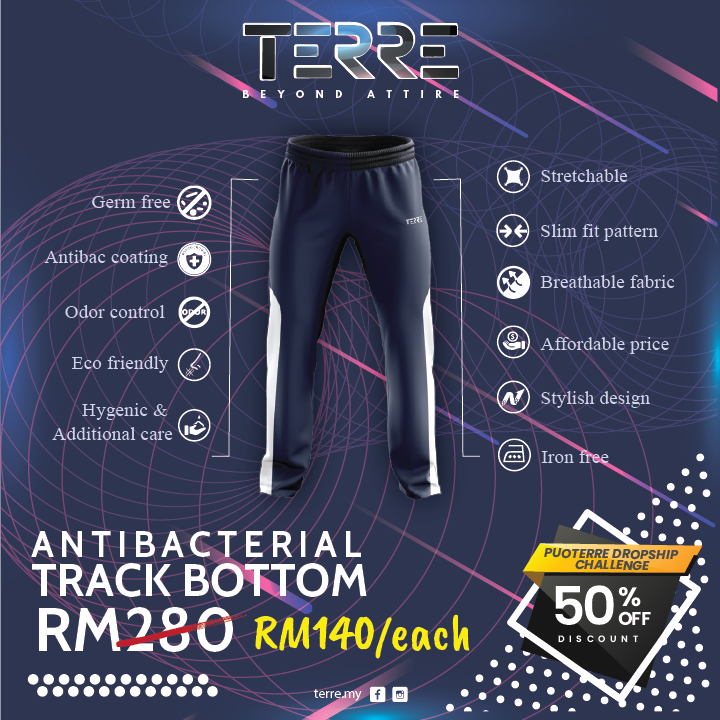 TERRE
BEYOND ATTIRE
TERRE
Germ free
Antibac coating
Odor control
ODOR
Eco friendly
Hygenic &
Additional care
Stretchable
Slim fit pattern
Breathable fabric
Affordable price
Stylish design
Iron free
ANTIBACTERIAL
TRACK BOTTOM
RM280
RM140/each
PUOTERRE DROPSHIP
CHALLENGE
50%
OFF
DISCOUNT
terre.my